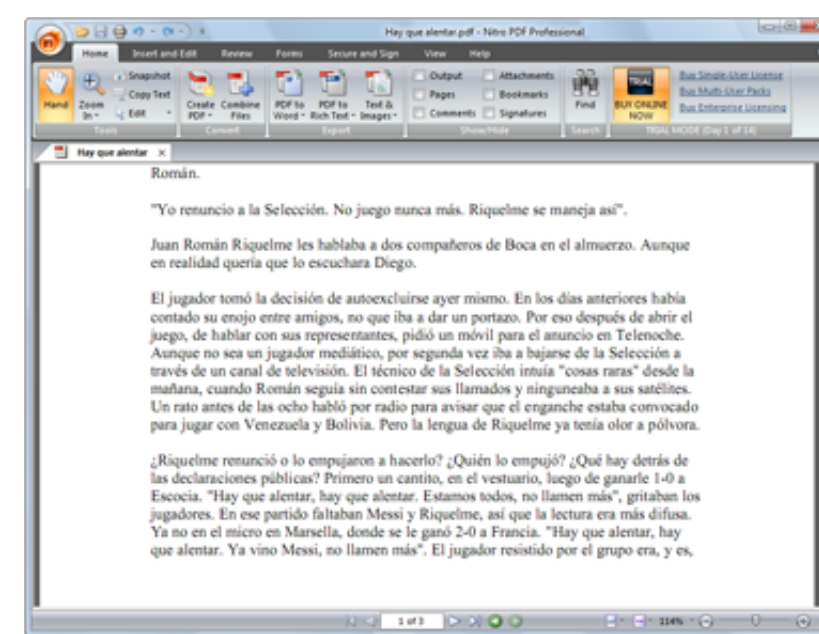 Hay que alentar.pdf - Nitro PDF Professional
Home Insert and Edit Review Forms Secure and Sign View Help
Hand
Zoom In
Snapshot
Copy Text
Edit
Tools
Create PDF
Combine Files
Convert
PDF to Word
PDF to Rich Text
Text & Images
Export
Output Attachments
Pages Bookmarks
Comments Signatures
Show/Hide
Find
Search
TRIAL
BUY ONLINE NOW
Buy Single-User License
Buy Multi-User Packs
Buy Enterprise Licensing
TRIAL MODE (Day 1 of 14)
Hay que alentar ×
Román.
"Yo renuncio a la Selección. No juego nunca más. Riquelme se maneja así".
Juan Román Riquelme les hablaba a dos compañeros de Boca en el almuerzo. Aunque
en realidad quería que lo escuchara Diego.
El jugador tomó la decisión de autoexcluirse ayer mismo. En los días anteriores había
contado su enojo entre amigos, no que iba a dar un portazo. Por eso después de abrir el
juego, de hablar con sus representantes, pidió un móvil para el anuncio en Telenoche.
Aunque no sea un jugador mediático, por segunda vez iba a bajarse de la Selección a
través de un canal de televisión. El técnico de la Selección intuía "cosas raras" desde la
mañana, cuando Román seguía sin contestar sus llamados y ninguneaba a sus satélites.
Un rato antes de las ocho habló por radio para avisar que el enganche estaba convocado
para jugar con Venezuela y Bolivia. Pero la lengua de Riquelme ya tenía olor a pólvora.
¿Riquelme renunció o lo empujaron a hacerlo? ¿Quién lo empujó? ¿Qué hay detrás de
las declaraciones públicas? Primero un cantito, en el vestuario, luego de ganarle 1-0 a
Escocia. "Hay que alentar, hay que alentar. Estamos todos, no llamen más", gritaban los
jugadores. En ese partido faltaban Messi y Riquelme, así que la lectura era más difusa.
Ya no en el micro en Marsella, donde se le ganó 2-0 a Francia. "Hay que alentar, hay
que alentar. Ya vino Messi, no llamen más". El jugador resistido por el grupo era, y es,
1 of 3
114%